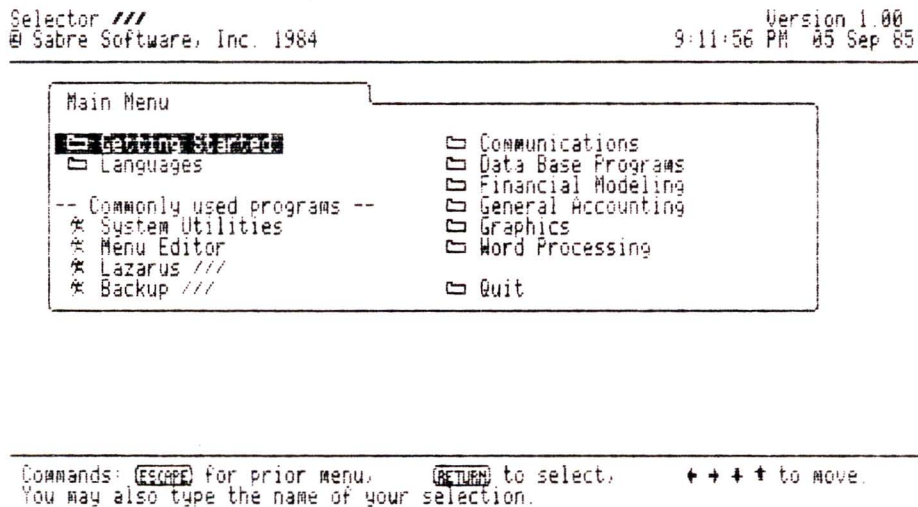 Selector ///
Version 1.00
© Sabre Software, Inc. 1984
9:11:56 PM 05 Sep 85
Main Menu
Getting Started
Languages
-- Commonly used programs --
System Utilities
Menu Editor
Lazarus ///
Backup ///
Communications
Data Base Programs
Financial Modeling
General Accounting
Graphics
Word Processing
Quit
Commands: ESCAPE for prior menu, RETURN to select, ← → ↓ ↑ to move.
You may also type the name of your selection.